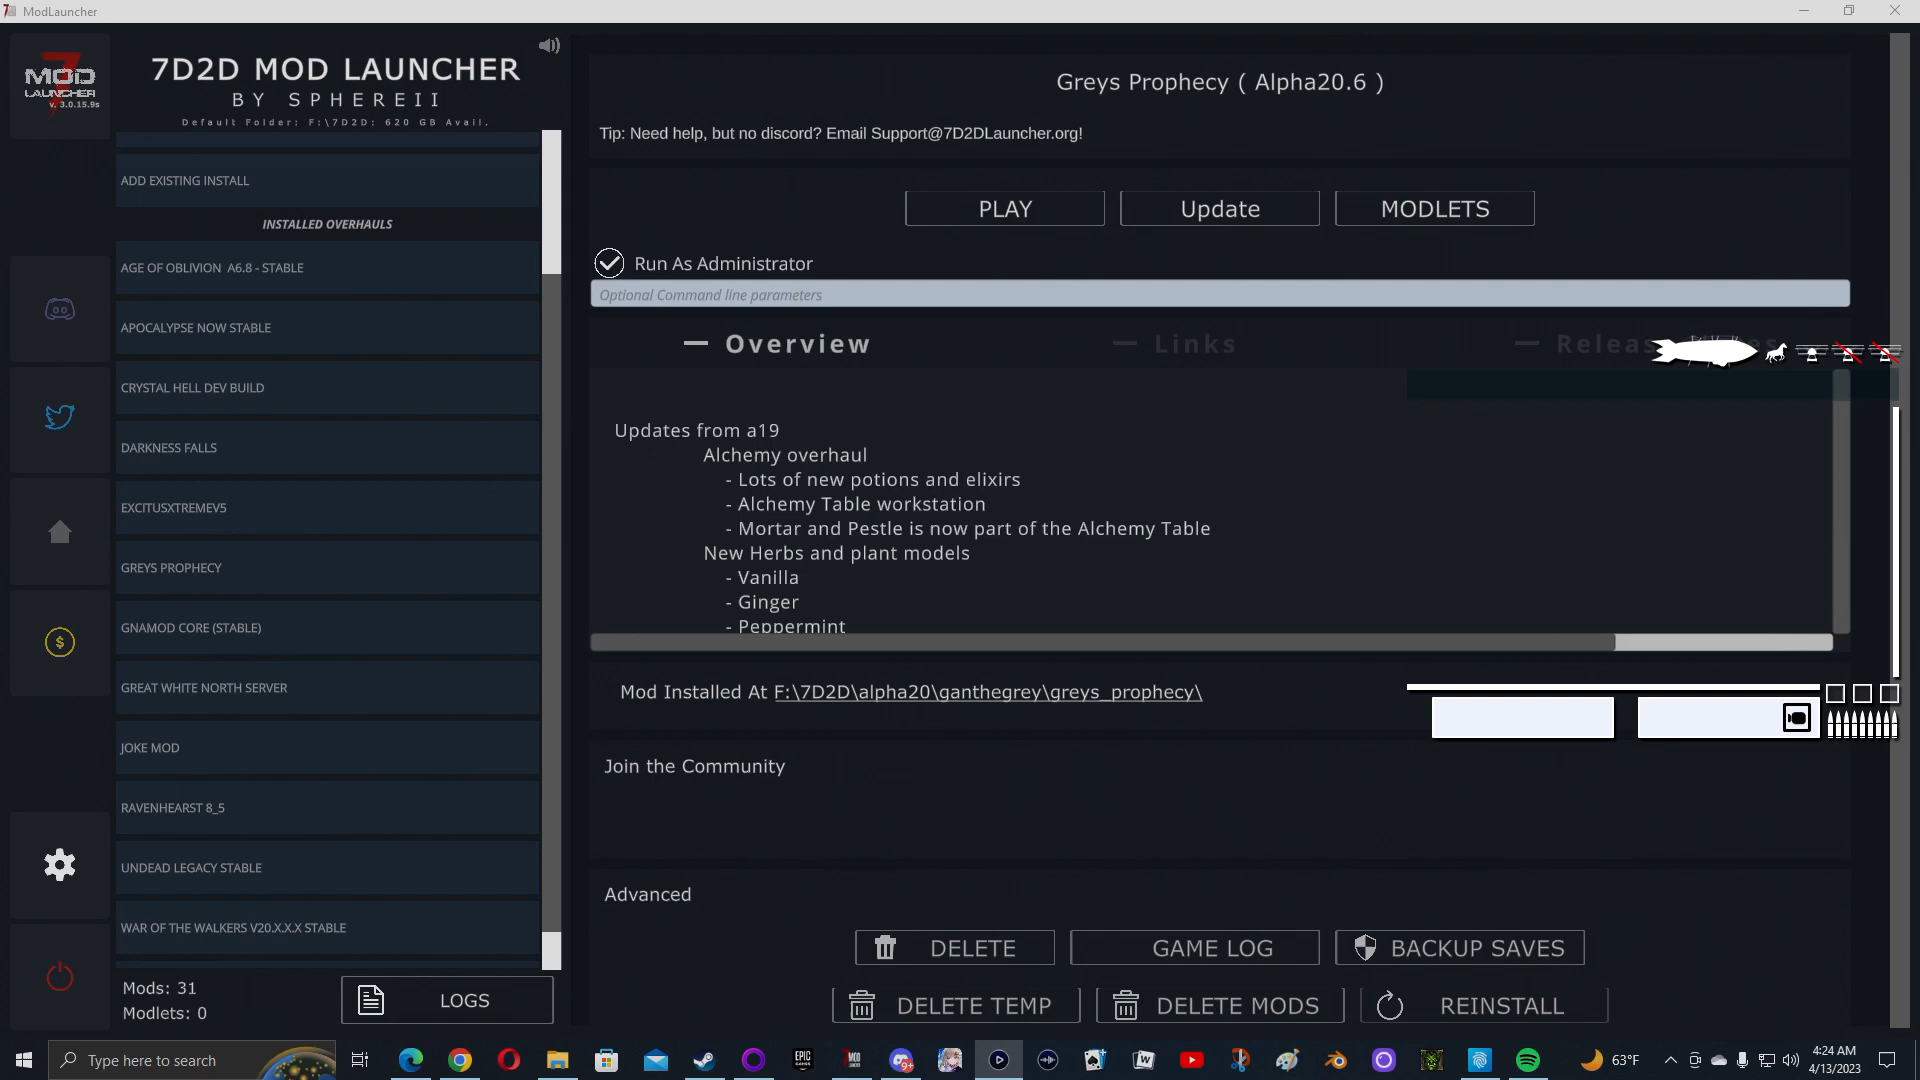 ModLauncher
MOD
LAUNCHER
v. 3.0.15.9s
7D2D MOD LAUNCHER
BY SPHEREII
Default Folder: F:\7D2D: 620 GB Avail.
ADD EXISTING INSTALL
INSTALLED OVERHAULS
AGE OF OBLIVION  A6.8 - STABLE
APOCALYPSE NOW STABLE
CRYSTAL HELL DEV BUILD
DARKNESS FALLS
EXCITUSXTREMEV5
GREYS PROPHECY
GNAMOD CORE (STABLE)
GREAT WHITE NORTH SERVER
JOKE MOD
RAVENHEARST 8_5
UNDEAD LEGACY STABLE
WAR OF THE WALKERS V20.X.X.X STABLE
Mods: 31
Modlets: 0
LOGS
Greys Prophecy ( Alpha20.6 )
Tip: Need help, but no discord? Email Support@7D2DLauncher.org!
PLAY
Update
MODLETS
Run As Administrator
Optional Command line parameters
Overview
Links
Updates from a19
Alchemy overhaul
- Lots of new potions and elixirs
- Alchemy Table workstation
- Mortar and Pestle is now part of the Alchemy Table
New Herbs and plant models
- Vanilla
- Ginger
- Peppermint
Mod Installed At F:\7D2D\alpha20\ganthegrey\greys_prophecy\
Join the Community
Advanced
DELETE
GAME LOG
BACKUP SAVES
DELETE TEMP
DELETE MODS
REINSTALL
Type here to search
EPIC
GAMES
9+
63°F
4:24 AM
4/13/2023